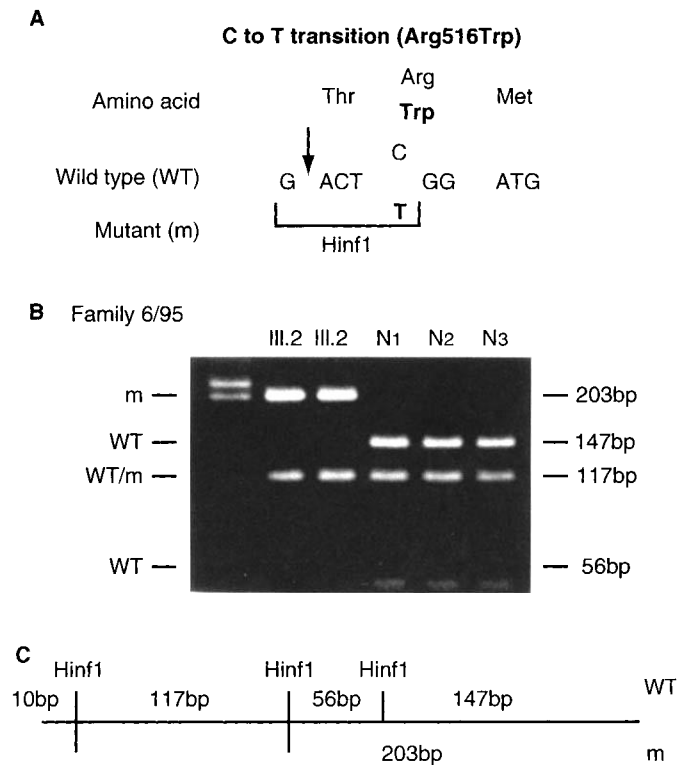 A
C to T transition (Arg516Trp)
Arg
Amino acid Thr Trp Met
C
Wild type (WT) G ACT GG ATG
T
Mutant (m)
Hinf1
B Family 6/95
III.2 III.2 N1 N2 N3
m 203bp
WT 147bp
WT/m 117bp
WT 56bp
C
Hinf1 Hinf1 Hinf1
10bp 117bp 56bp 147bp WT
203bp m